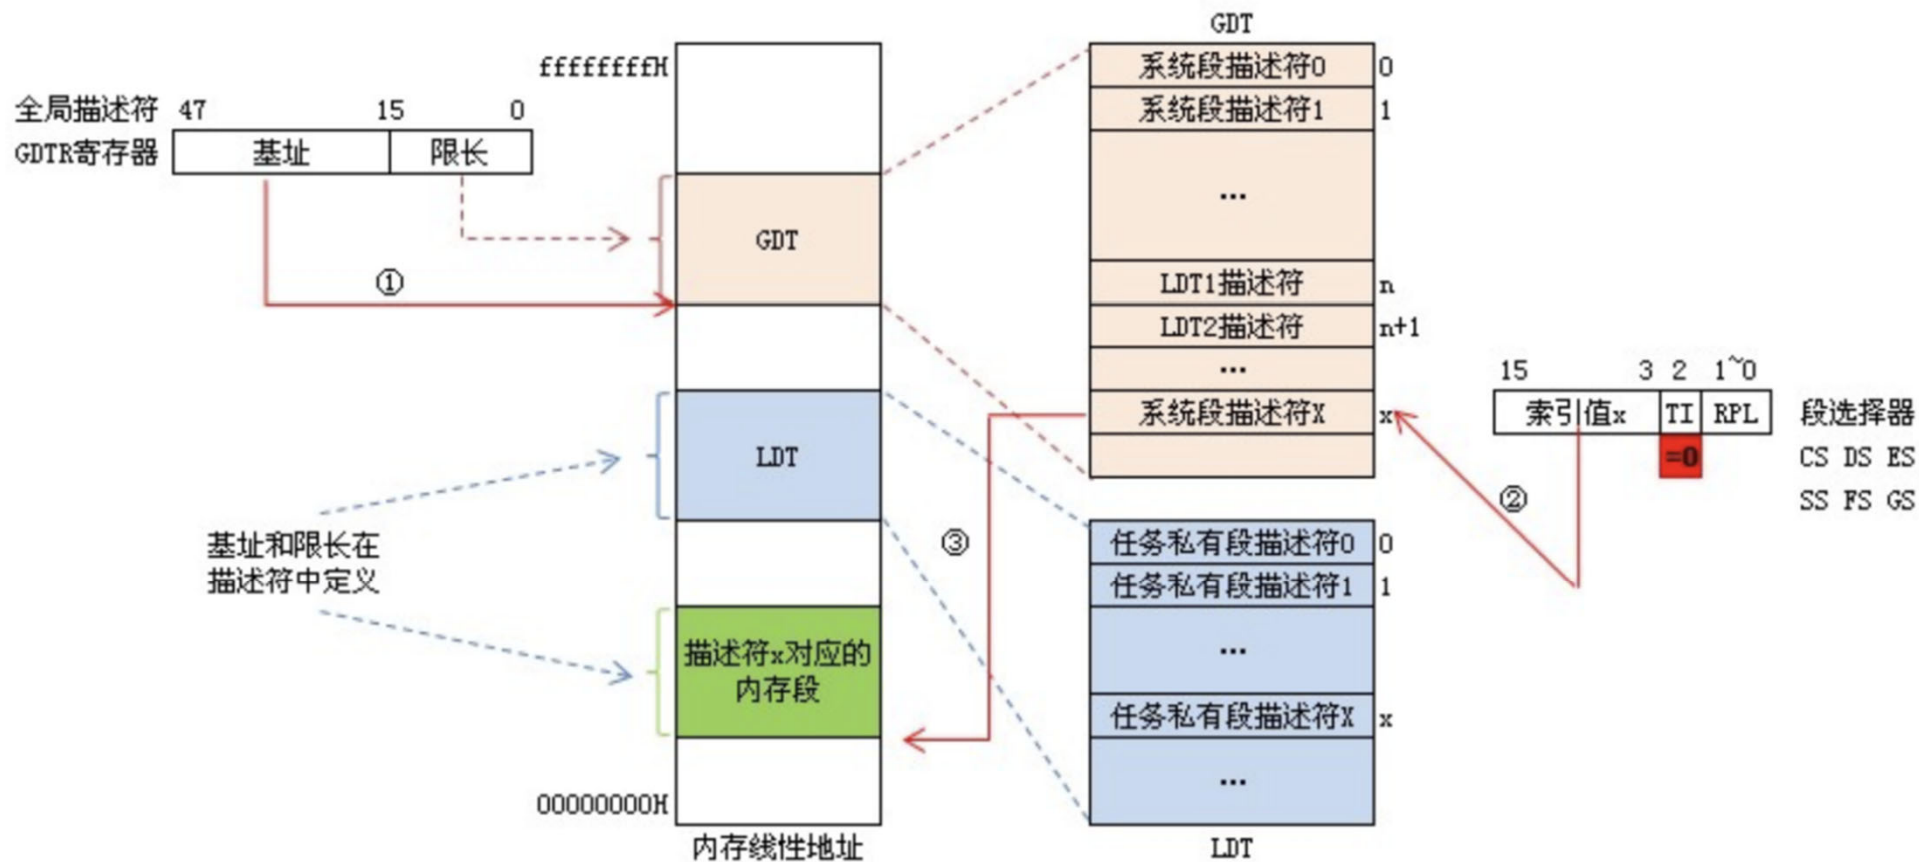 全局描述符
47 15 0
GDTR寄存器
基址
限长
①
ffffffffH
GDT
LDT
基址和限长在
描述符中定义
描述符x对应的
内存段
00000000H
内存线性地址
③
GDT
系统段描述符0 0
系统段描述符1 1
...
LDT1描述符 n
LDT2描述符 n+1
...
系统段描述符X x
任务私有段描述符0 0
任务私有段描述符1 1
...
任务私有段描述符X x
...
LDT
②
15 3 2 1~0
索引值x TI RPL
=0
段选择器
CS DS ES
SS FS GS